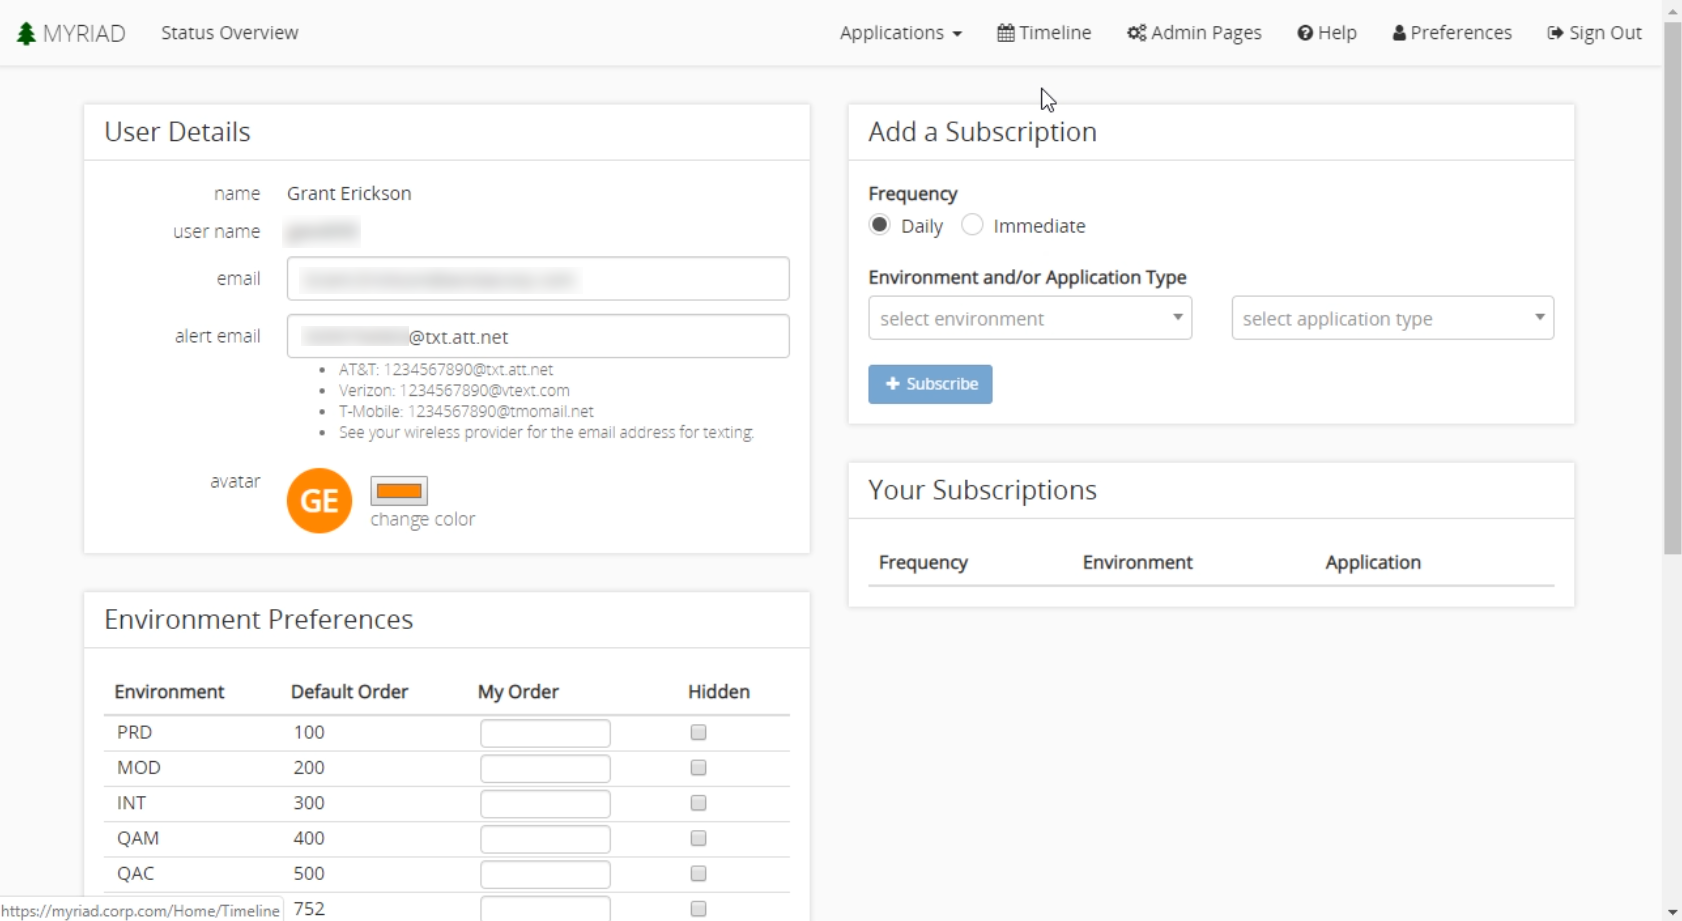 MYRIAD
Status Overview
Applications
Timeline
Admin Pages
Help
Preferences
Sign Out
User Details
name Grant Erickson
user name
email
alert email @txt.att.net
AT&T: 1234567890@txt.att.net
Verizon: 1234567890@vtext.com
T-Mobile: 1234567890@tmomail.net
See your wireless provider for the email address for texting.
avatar
GE
change color
Environment Preferences
Environment Default Order My Order Hidden
PRD 100
MOD 200
INT 300
QAM 400
QAC 500
752
Add a Subscription
Frequency
Daily Immediate
Environment and/or Application Type
select environment
select application type
Subscribe
Your Subscriptions
Frequency Environment Application
https://myriad.corp.com/Home/Timeline